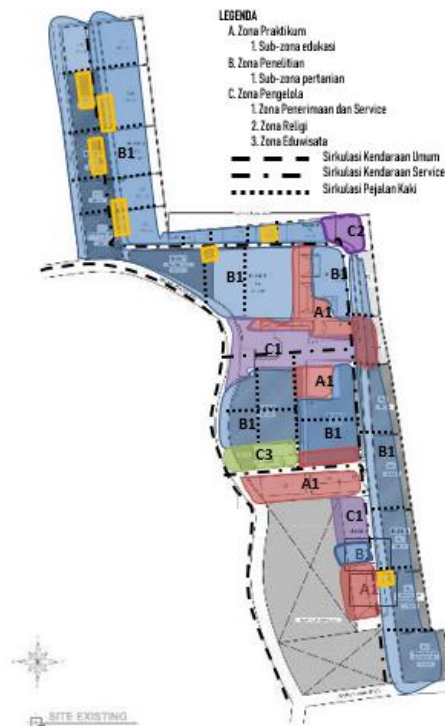 LEGENDA
A. Zona Praktikum
1. Sub-zona edukasi
B. Zona Penelitian
1. Sub-zona pertanian
C. Zona Pengelola
1. Zona Penerimaan dan Service
2. Zona Religi
3. Zona Eduwisata
Sirkulasi Kendaraan Umum
Sirkulasi Kendaraan Service
Sirkulasi Pejalan Kaki
B1
C2
B1
B1
A1
C1
A1
B1
B1
B1
C3
A1
C1
B
A1
SITE EXISTING